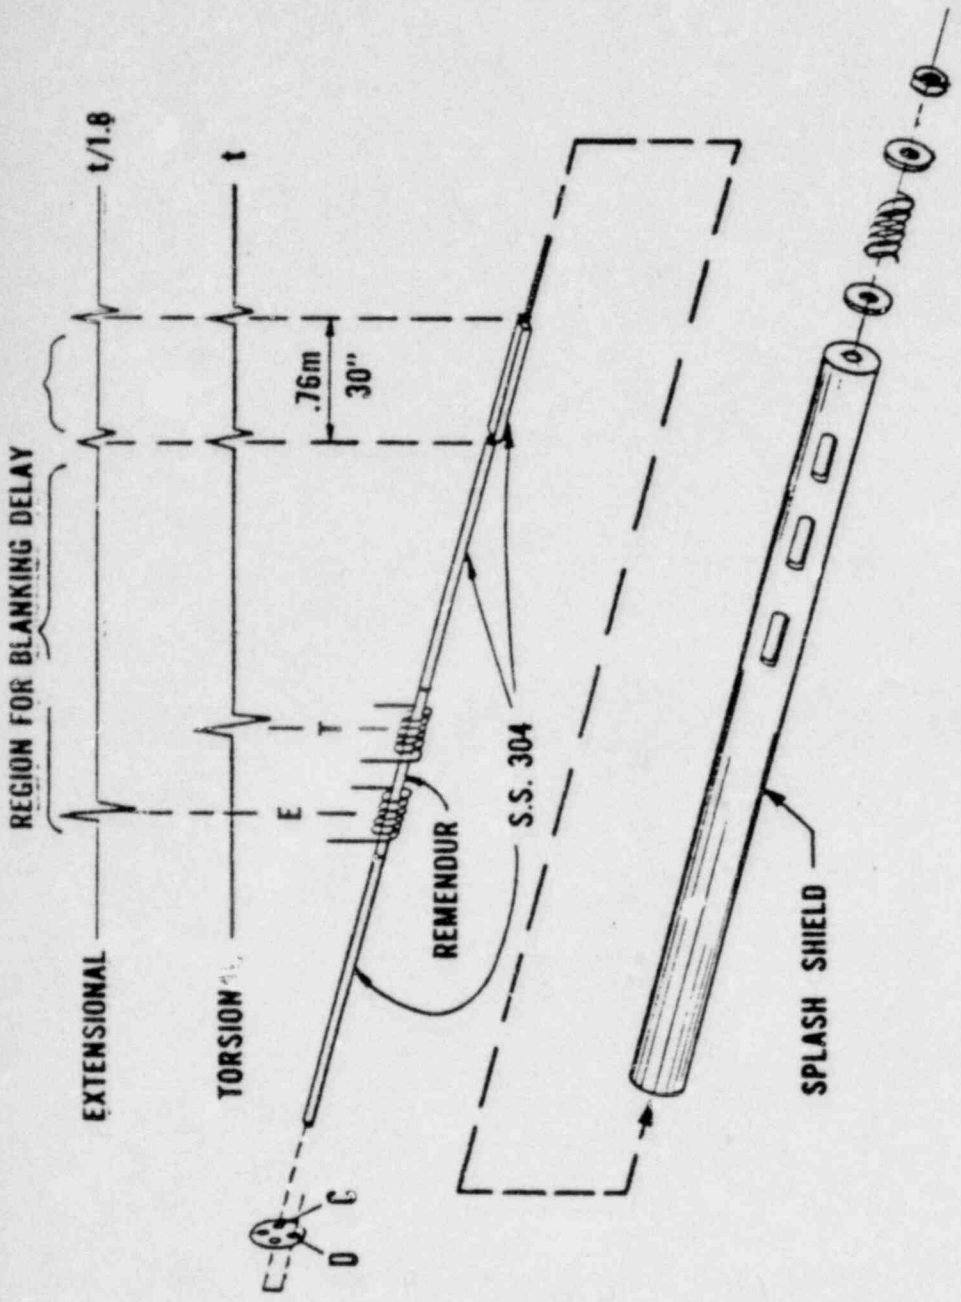 REGION FOR BLANKING DELAY
EXTENSIONAL
t/1.8
TORSION
t
.76m
30"
E
T
REMENDUR
S.S. 304
D
C
SPLASH SHIELD